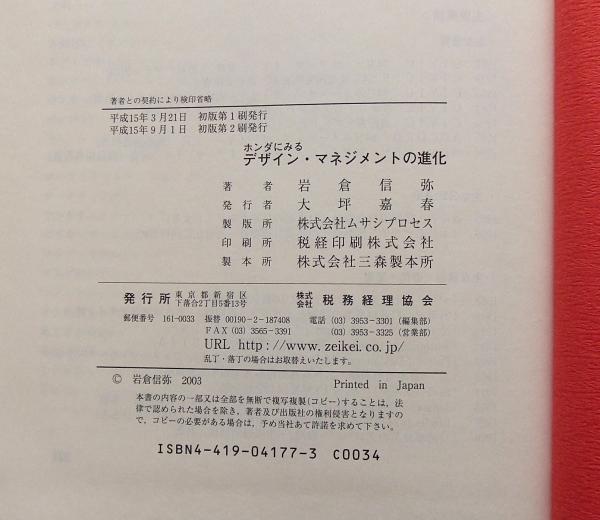 著者との契約により検印省略
平成15年3月21日　初版第1刷発行
平成15年9月1日　初版第2刷発行
ホンダにみる
デザイン・マネジメントの進化
著　者　岩倉信弥
発行者　大坪嘉春
製版所　株式会社ムサシプロセス
印刷所　税経印刷株式会社
製本所　株式会社三森製本所
発行所　東京都新宿区下落合2丁目5番13号　株式会社　税務経理協会
郵便番号　161-0033　振替 00190-2-187408　電話 (03) 3953-3301 (編集部)
FAX (03) 3565-3391　(03) 3953-3325 (営業部)
URL http://www.zeikei.co.jp/
乱丁・落丁の場合はお取替えいたします。
© 岩倉信弥 2003　Printed in Japan
本書の内容の一部又は全部を無断で複写複製(コピー)することは，法
律で認められた場合を除き，著者及び出版社の権利侵害となりますの
で，コピーの必要がある場合は，予め当社あて許諾を求めて下さい。
ISBN4-419-04177-3 C0034